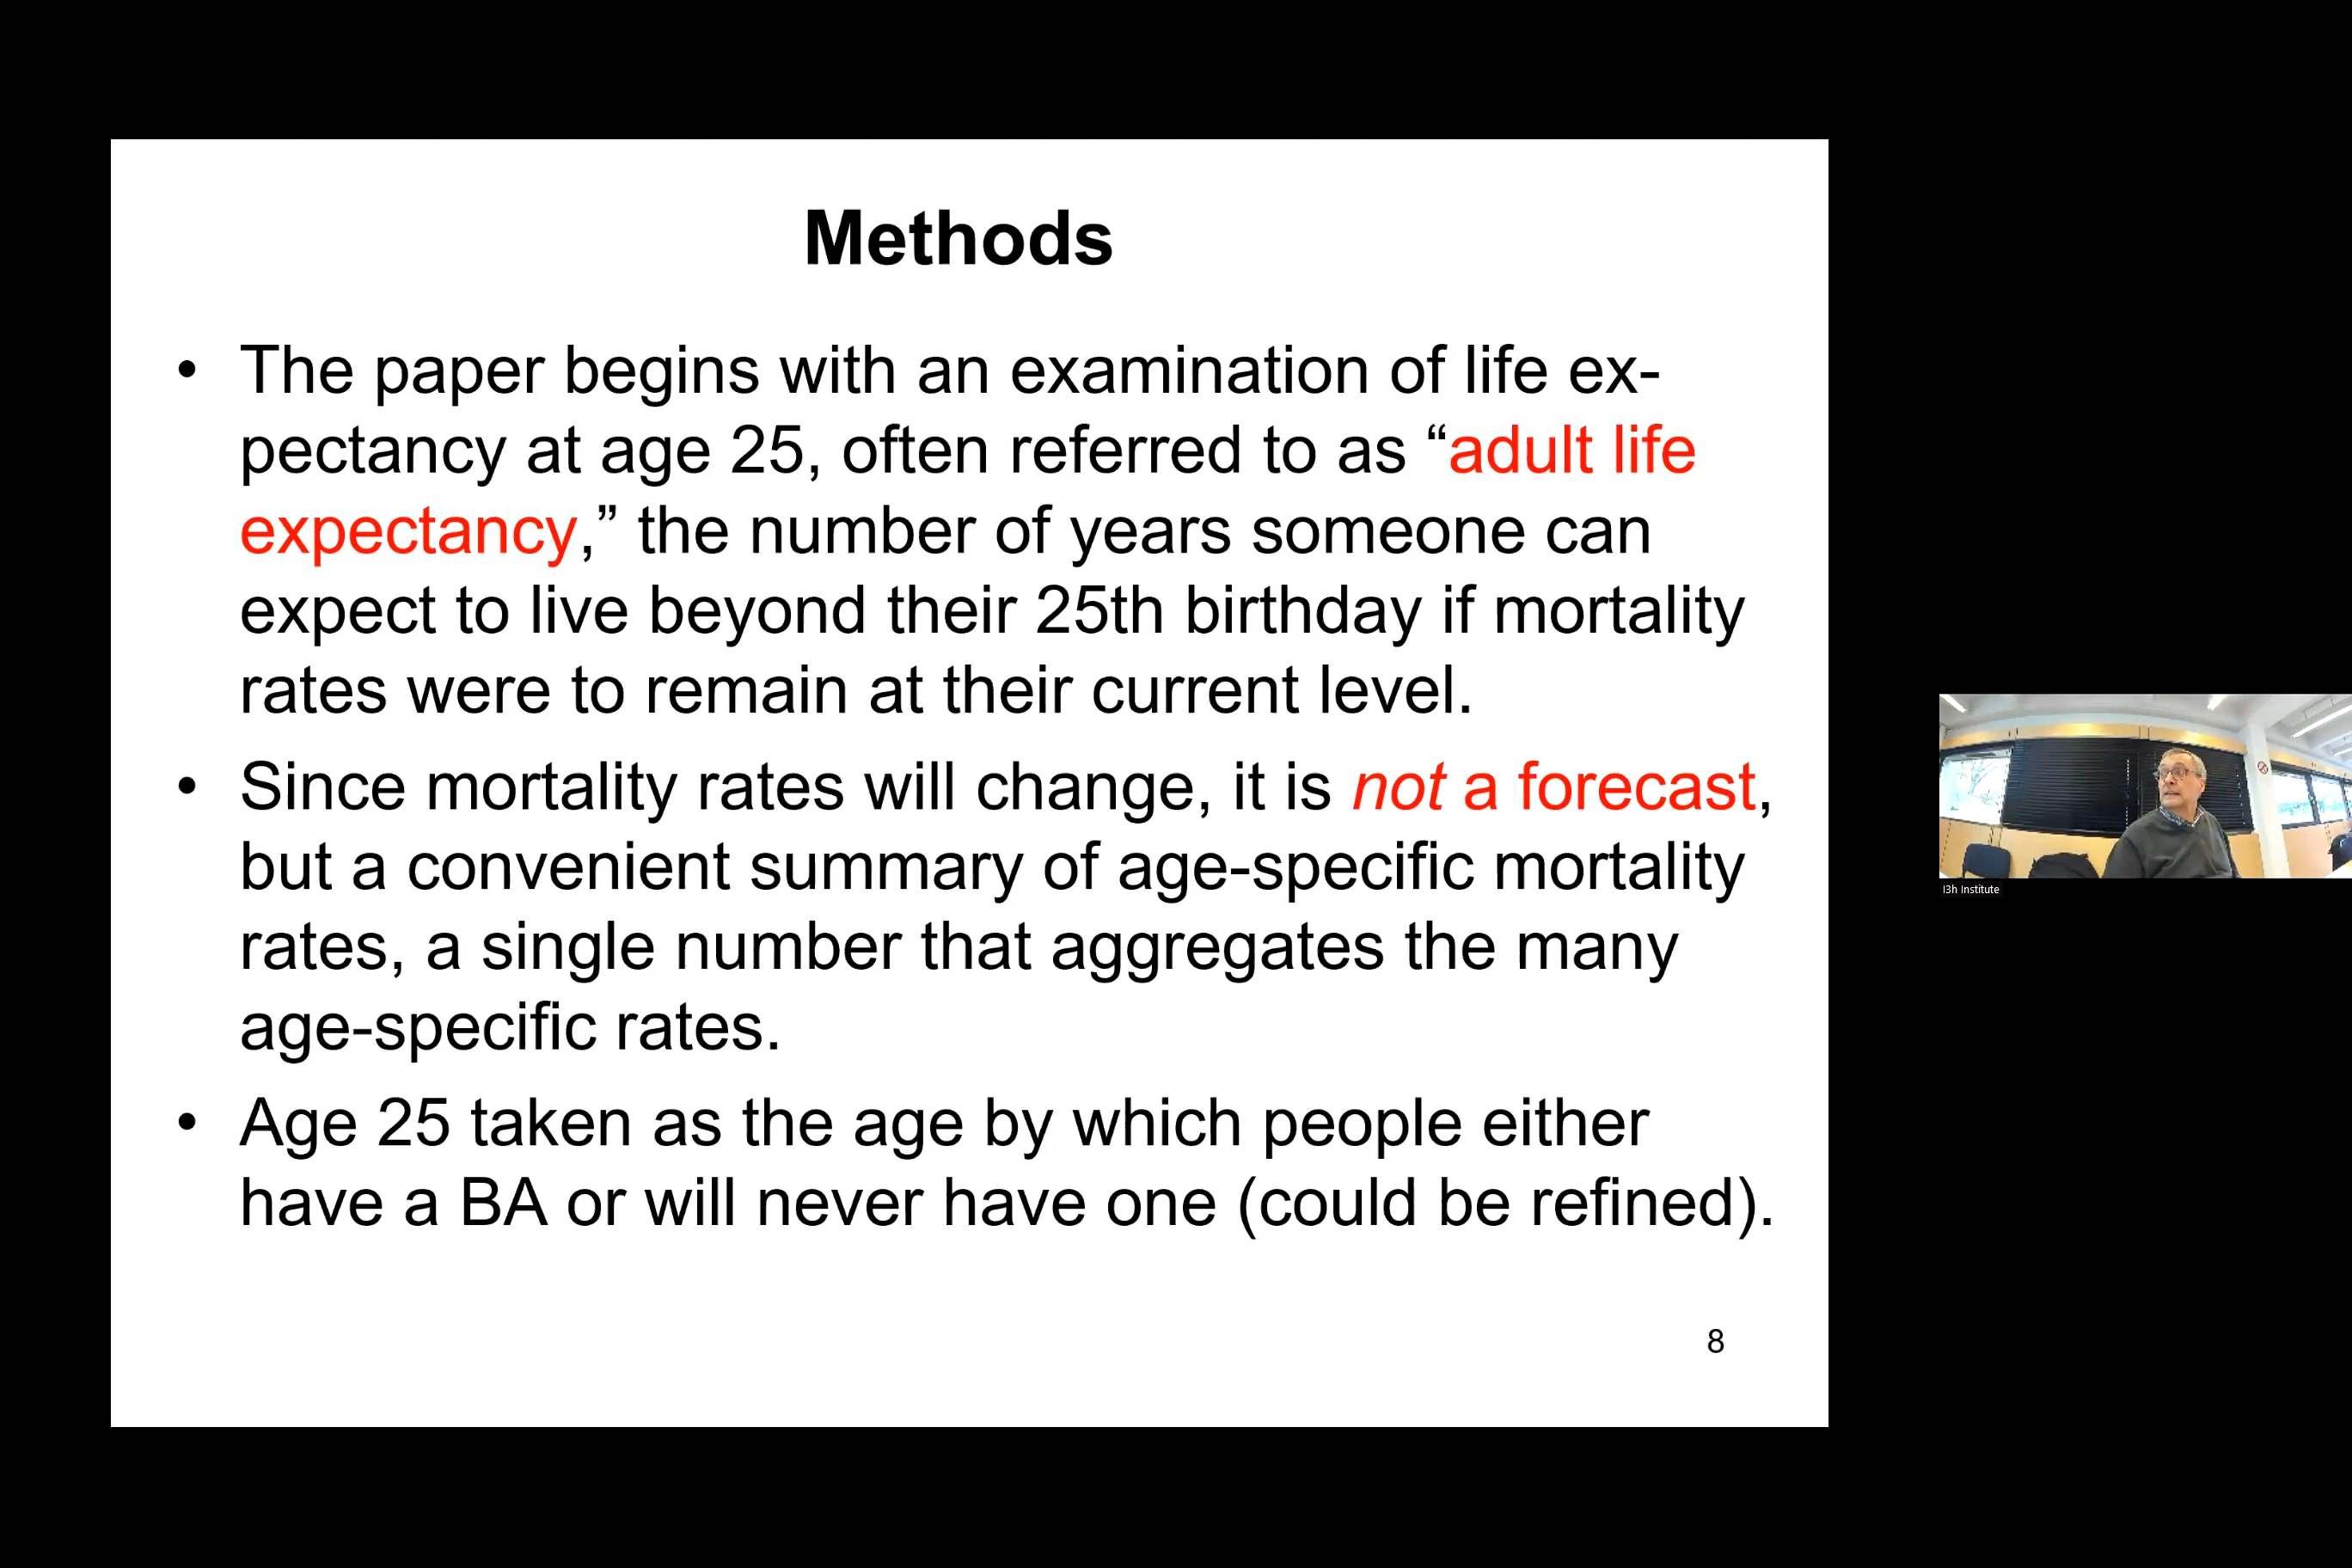 Methods
• The paper begins with an examination of life ex-
pectancy at age 25, often referred to as “adult life
expectancy,” the number of years someone can
expect to live beyond their 25th birthday if mortality
rates were to remain at their current level.
• Since mortality rates will change, it is not a forecast,
but a convenient summary of age-specific mortality
rates, a single number that aggregates the many
age-specific rates.
• Age 25 taken as the age by which people either
have a BA or will never have one (could be refined).
8
I3h Institute